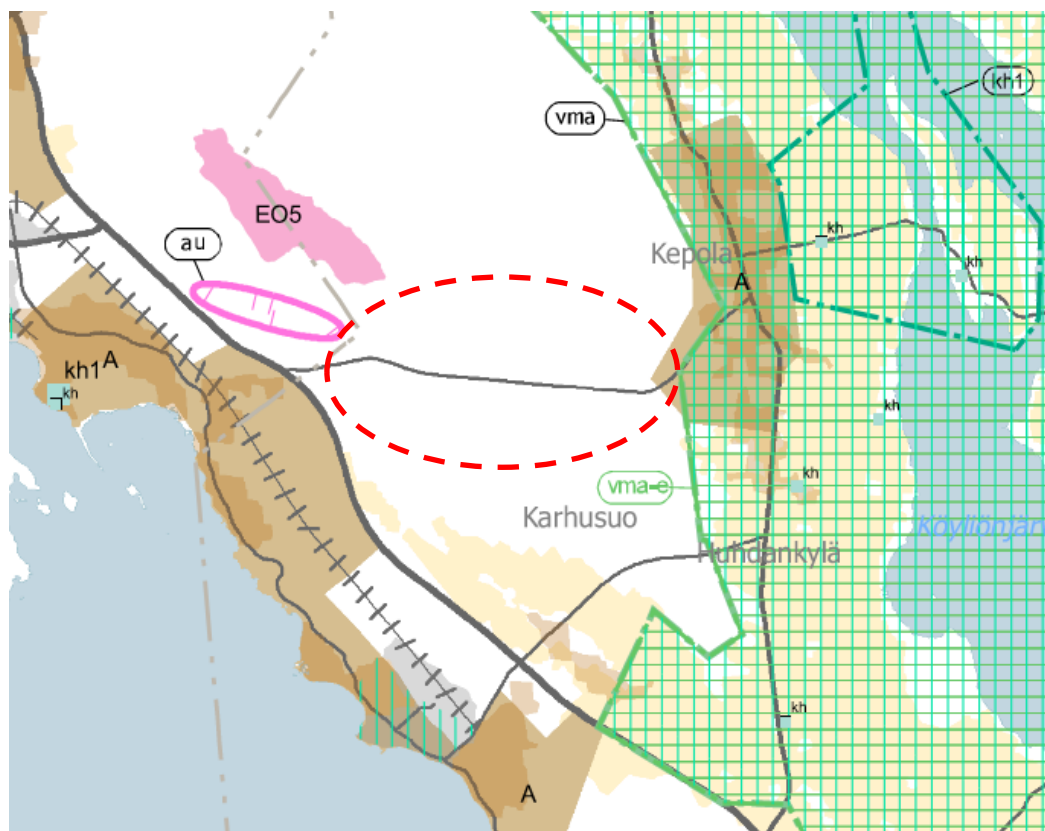 kh1
vma
EO5
au
kh
Kepola
kh
A
kh1
A
kh
kh
kh
vma-e
Karhusuo
Köyliönjär
Huhdankylä
kh
A